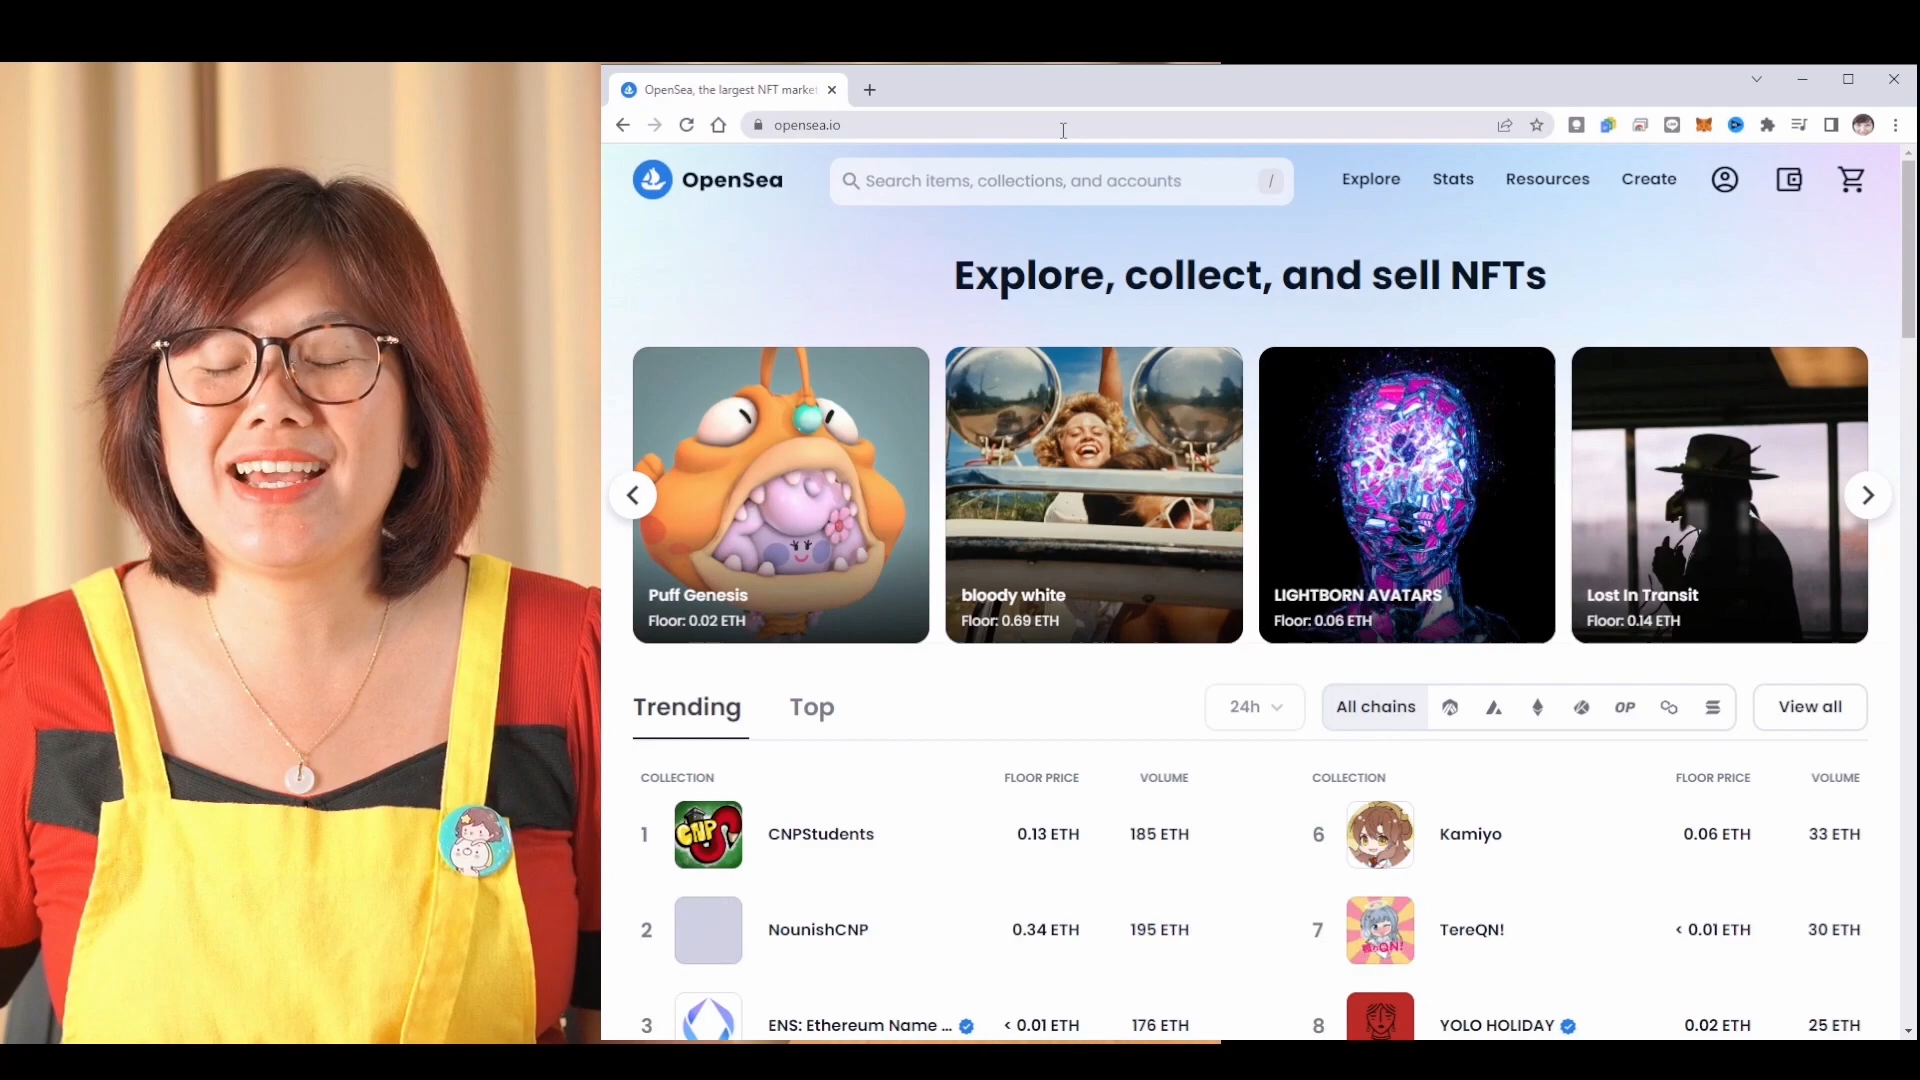 OpenSea, the largest NFT market
opensea.io
OpenSea
Search items, collections, and accounts
/
Explore
Stats
Resources
Create
Explore, collect, and sell NFTs
Puff Genesis
Floor: 0.02 ETH
bloody white
Floor: 0.69 ETH
LIGHTBORN AVATARS
Floor: 0.06 ETH
Lost In Transit
Floor: 0.14 ETH
Trending
Top
24h
All chains
OP
View all
COLLECTION FLOOR PRICE VOLUME
1 CNPS CNPStudents 0.13 ETH 185 ETH
2 NounishCNP 0.34 ETH 195 ETH
3 ENS: Ethereum Name ... < 0.01 ETH 176 ETH
COLLECTION FLOOR PRICE VOLUME
6 Kamiyo 0.06 ETH 33 ETH
7 TereQN! < 0.01 ETH 30 ETH
8 YOLO HOLIDAY 0.02 ETH 25 ETH